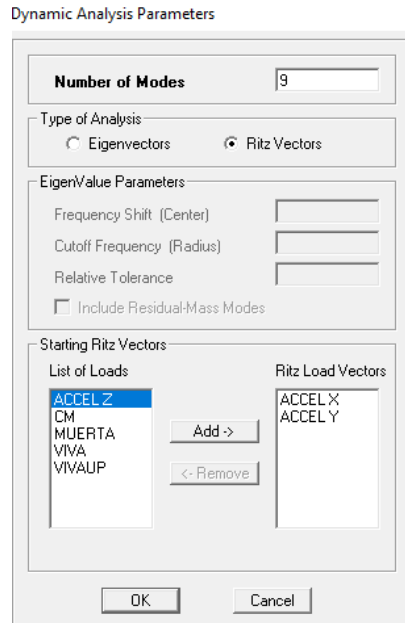 Dynamic Analysis Parameters
Number of Modes 9
Type of Analysis
Eigenvectors Ritz Vectors
EigenValue Parameters
Frequency Shift (Center)
Cutoff Frequency (Radius)
Relative Tolerance
Include Residual-Mass Modes
Starting Ritz Vectors
List of Loads Ritz Load Vectors
ACCEL Z ACCEL X
CM ACCEL Y
MUERTA Add ->
VIVA
VIVAUP <- Remove
OK Cancel